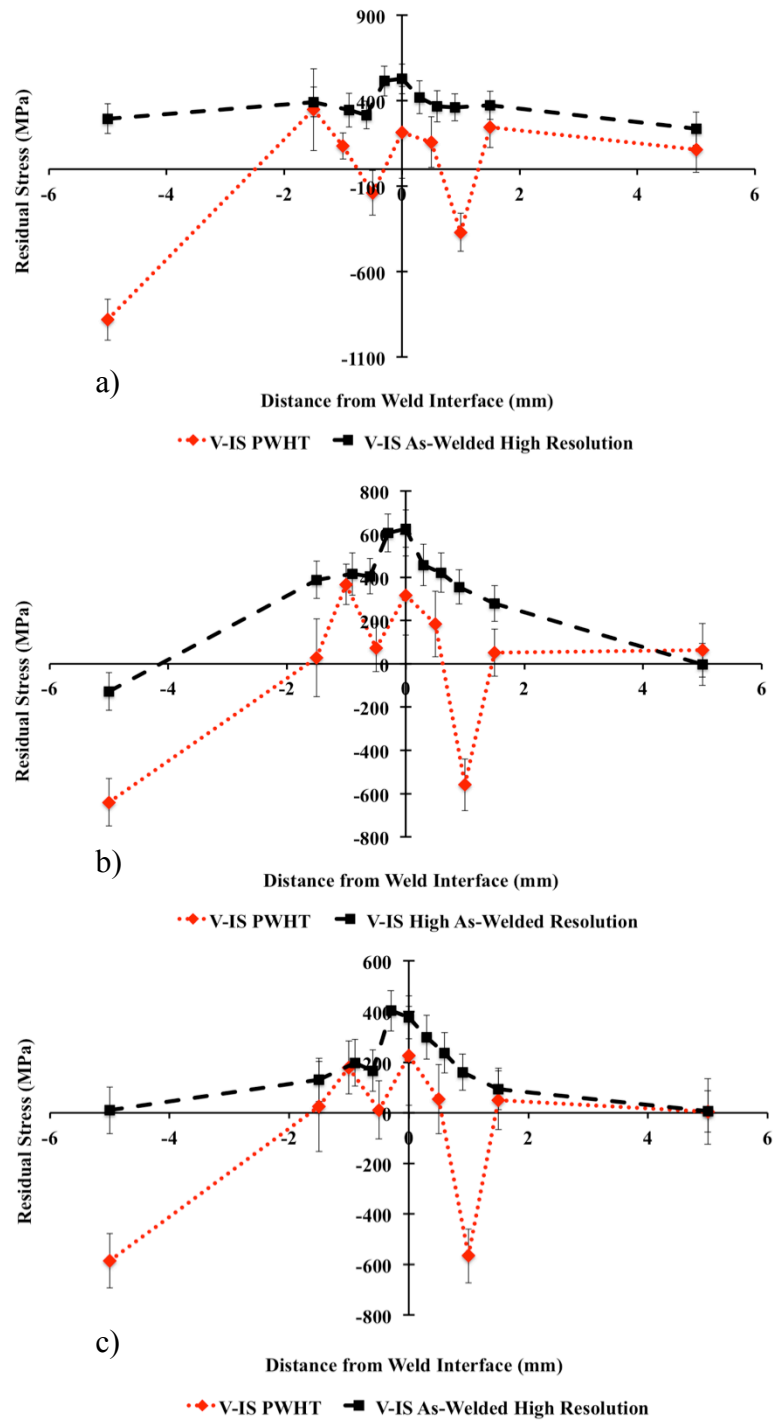 900
400
-100
-600
-1100
-6 -4 -2 0 2 4 6
Residual Stress (MPa)
a)
Distance from Weld Interface (mm)
V-IS PWHT V-IS As-Welded High Resolution
800
600
400
200
0
-200
-400
-600
-800
-6 -4 -2 0 2 4 6
Residual Stress (MPa)
b)
Distance from Weld Interface (mm)
V-IS PWHT V-IS High As-Welded Resolution
600
400
200
0
-200
-400
-600
-800
-6 -4 -2 0 2 4 6
Residual Stress (MPa)
c)
Distance from Weld Interface (mm)
V-IS PWHT V-IS As-Welded High Resolution